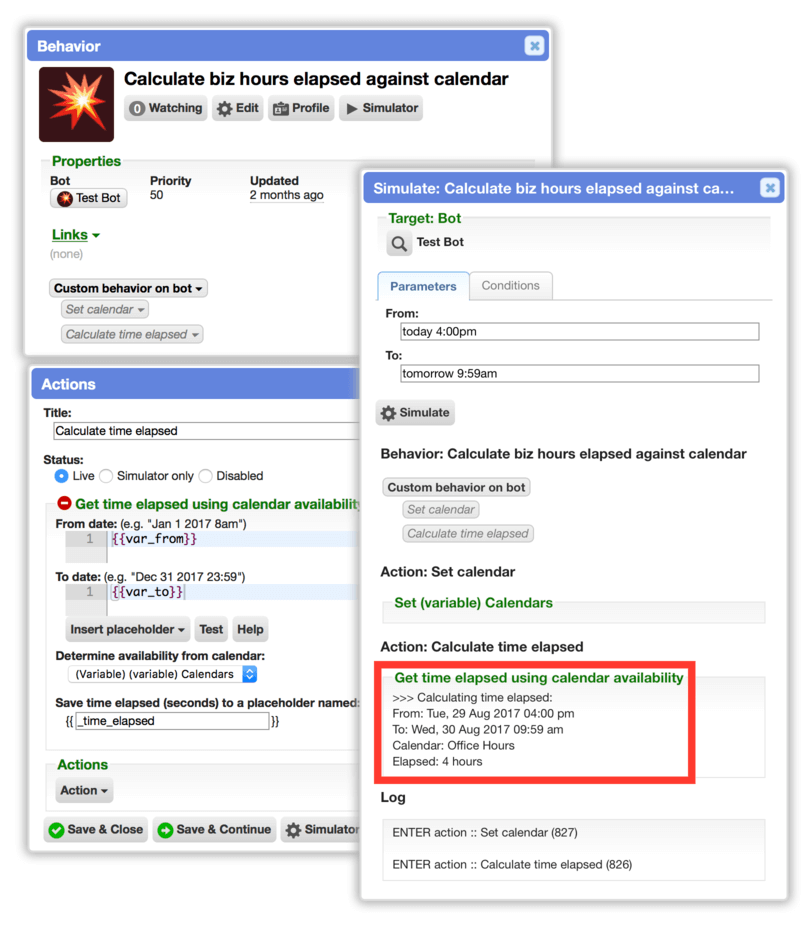 Behavior
Calculate biz hours elapsed against calendar
0 Watching Edit Profile Simulator
Properties
Bot Priority Updated
Test Bot 50 2 months ago
Links
(none)
Custom behavior on bot
Set calendar
Calculate time elapsed
Actions
Title:
Calculate time elapsed
Status:
Live Simulator only Disabled
Get time elapsed using calendar availability
From date: (e.g. "Jan 1 2017 8am")
1 {{var_from}}
To date: (e.g. "Dec 31 2017 23:59")
1 {{var_to}}
Insert placeholder Test Help
Determine availability from calendar:
(Variable) (variable) Calendars
Save time elapsed (seconds) to a placeholder named:
{{ _time_elapsed }}
Actions
Action
Save & Close Save & Continue Simulator
Simulate: Calculate biz hours elapsed against ca...
Target: Bot
Test Bot
Parameters Conditions
From:
today 4:00pm
To:
tomorrow 9:59am
Simulate
Behavior: Calculate biz hours elapsed against calendar
Custom behavior on bot
Set calendar
Calculate time elapsed
Action: Set calendar
Set (variable) Calendars
Action: Calculate time elapsed
Get time elapsed using calendar availability
>>> Calculating time elapsed:
From: Tue, 29 Aug 2017 04:00 pm
To: Wed, 30 Aug 2017 09:59 am
Calendar: Office Hours
Elapsed: 4 hours
Log
ENTER action :: Set calendar (827)
ENTER action :: Calculate time elapsed (826)